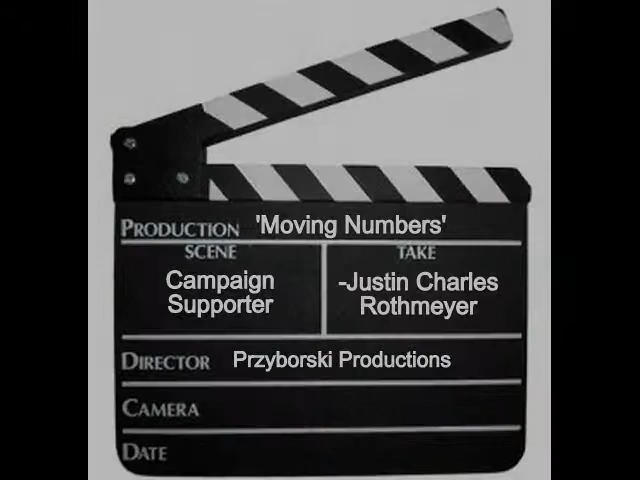 PRODUCTION 'Moving Numbers'
SCENE TAKE
Campaign -Justin Charles
Supporter Rothmeyer
DIRECTOR Przyborski Productions
CAMERA
DATE